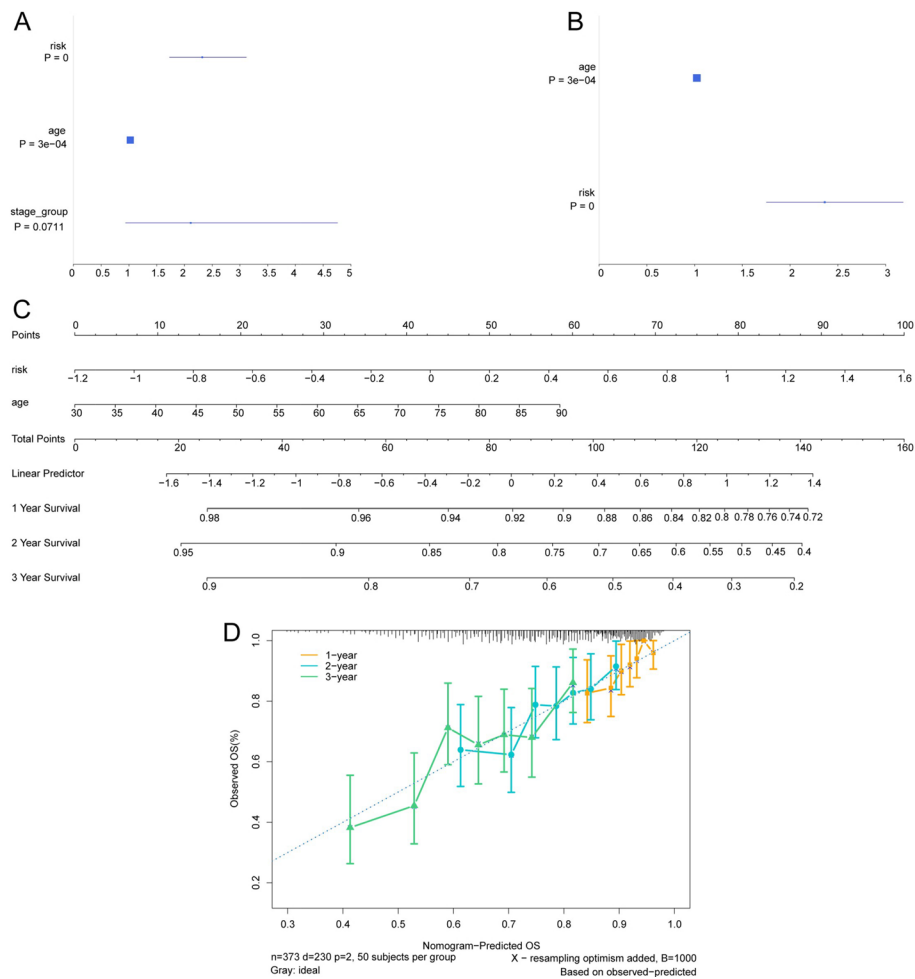 A
B
risk
P = 0
age
P = 3e−04
stage_group
P = 0.0711
0 0.5 1 1.5 2 2.5 3 3.5 4 4.5 5
age
P = 3e−04
risk
P = 0
0 0.5 1 1.5 2 2.5 3
C
Points 0 10 20 30 40 50 60 70 80 90 100
risk −1.2 −1 −0.8 −0.6 −0.4 −0.2 0 0.2 0.4 0.6 0.8 1 1.2 1.4 1.6
age 30 35 40 45 50 55 60 65 70 75 80 85 90
Total Points 0 20 40 60 80 100 120 140 160
Linear Predictor −1.6 −1.4 −1.2 −1 −0.8 −0.6 −0.4 −0.2 0 0.2 0.4 0.6 0.8 1 1.2 1.4
1 Year Survival 0.98 0.96 0.94 0.92 0.9 0.88 0.86 0.84 0.82 0.8 0.78 0.76 0.74 0.72
2 Year Survival 0.95 0.9 0.85 0.8 0.75 0.7 0.65 0.6 0.55 0.5 0.45 0.4
3 Year Survival 0.9 0.8 0.7 0.6 0.5 0.4 0.3 0.2
D
1−year
2−year
3−year
Observed OS(%)
1.0
0.8
0.6
0.4
0.2
0.3 0.4 0.5 0.6 0.7 0.8 0.9 1.0
Nomogram−Predicted OS
n=373 d=230 p=2, 50 subjects per group
Gray: ideal
X − resampling optimism added, B=1000
Based on observed−predicted